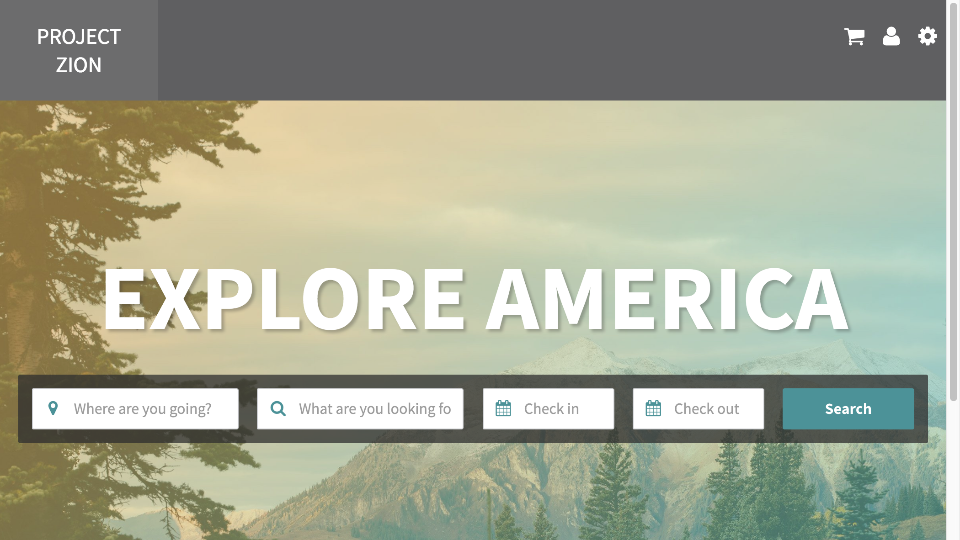 PROJECT
ZION
EXPLORE AMERICA
Where are you going?
What are you looking fo
Check in
Check out
Search